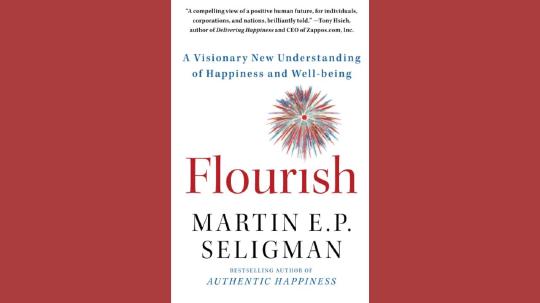 "A compelling view of a positive human future, for individuals,
corporations, and nations, brilliantly told." —Tony Hsieh,
author of Delivering Happiness and CEO of Zappos.com, Inc.
A Visionary New Understanding
of Happiness and Well-being
Flourish
MARTIN E.P.
SELIGMAN
BESTSELLING AUTHOR OF
AUTHENTIC HAPPINESS